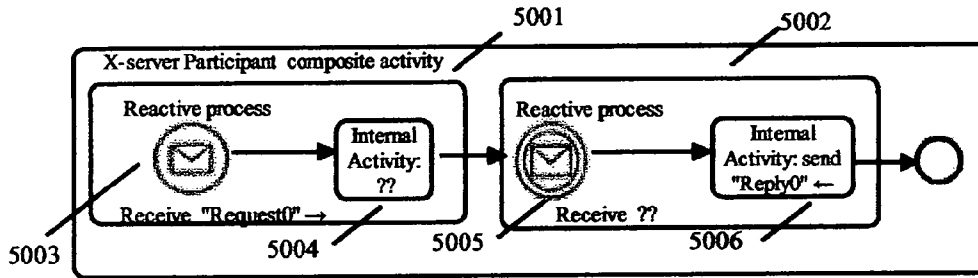 5001
5002
X-server Participant composite activity
Reactive process
Internal
Activity:
??
Receive "Request0" →
Reactive process
Internal
Activity: send
"Reply0" ←
Receive ??
5003
5004
5005
5006